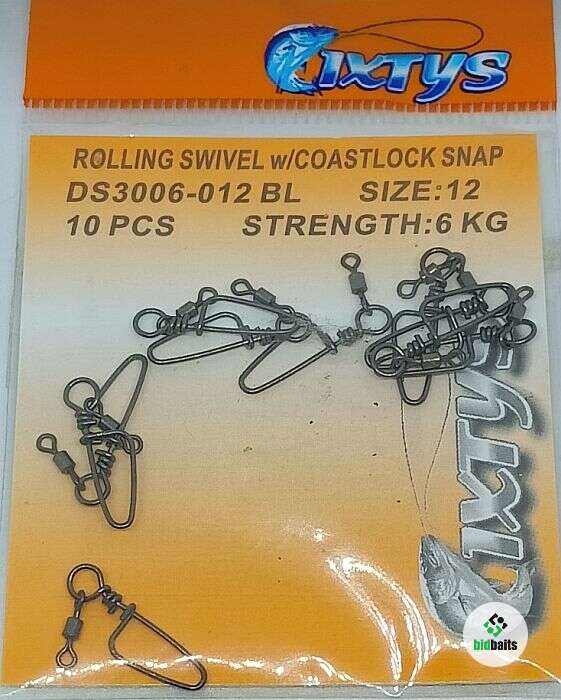 IXTYS
ROLLING SWIVEL w/COASTLOCK SNAP
DS3006-012 BL SIZE:12
10 PCS STRENGTH:6 KG
IXTYS
bidbaits